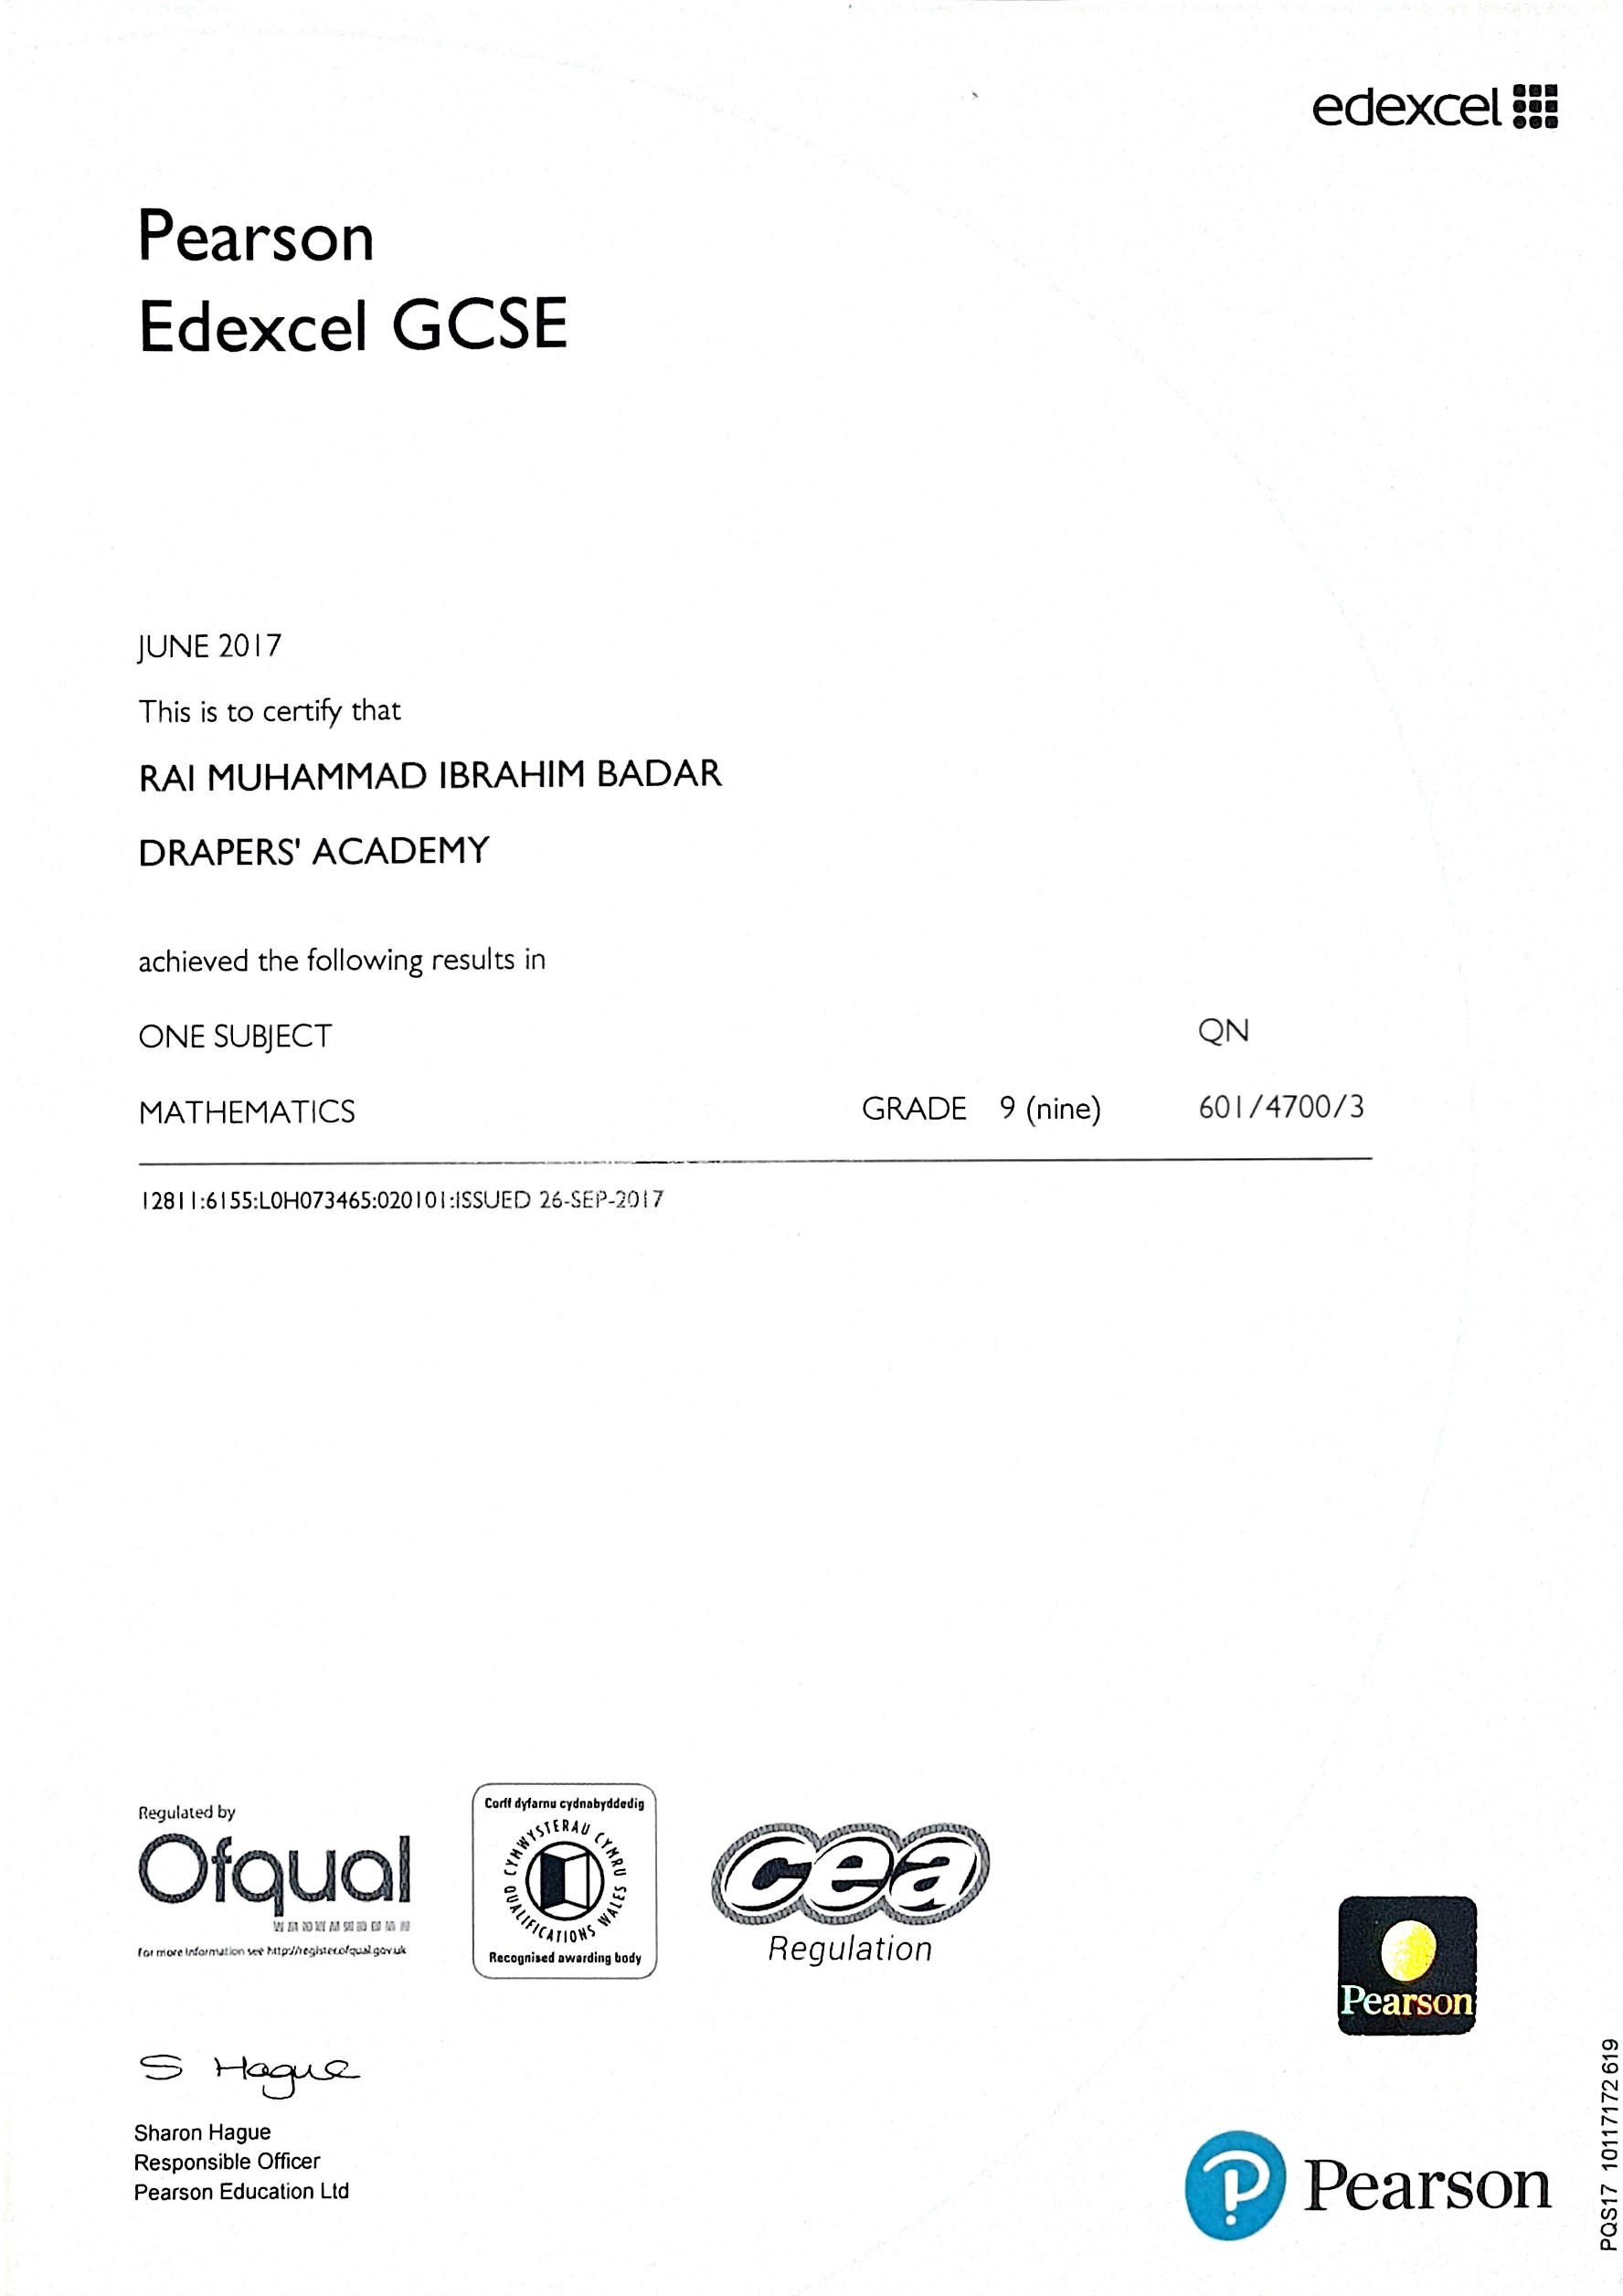 edexcel
Pearson
Edexcel GCSE
JUNE 2017
This is to certify that
RAI MUHAMMAD IBRAHIM BADAR
DRAPERS' ACADEMY
achieved the following results in
ONE SUBJECT QN
MATHEMATICS GRADE 9 (nine) 601/4700/3
12811:6155:L0H073465:020101:ISSUED 26-SEP-2017
Regulated by
Ofqual
for more information see http://register.ofqual.gov.uk
Corff dyfarnu cydnabyddedig
CYMWYSTERAU CYMRU
QUALIFICATIONS WALES
Recognised awarding body
cea
Regulation
Pearson
S Hague
Sharon Hague
Responsible Officer
Pearson Education Ltd
Pearson
PQS17 10117172619